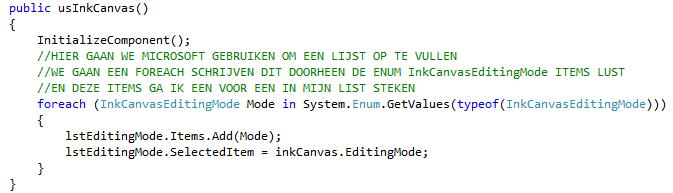 public usInkCanvas()
{
InitializeComponent();
//HIER GAAN WE MICROSOFT GEBRUIKEN OM EEN LIJST OP TE VULLEN
//WE GAAN EEN FOREACH SCHRIJVEN DIT DOORHEEN DE ENUM InkCanvasEditingMode ITEMS LUST
//EN DEZE ITEMS GA IK EEN VOOR EEN IN MIJN LIST STEKEN
foreach (InkCanvasEditingMode Mode in System.Enum.GetValues(typeof(InkCanvasEditingMode)))
{
lstEditingMode.Items.Add(Mode);
lstEditingMode.SelectedItem = inkCanvas.EditingMode;
}
}